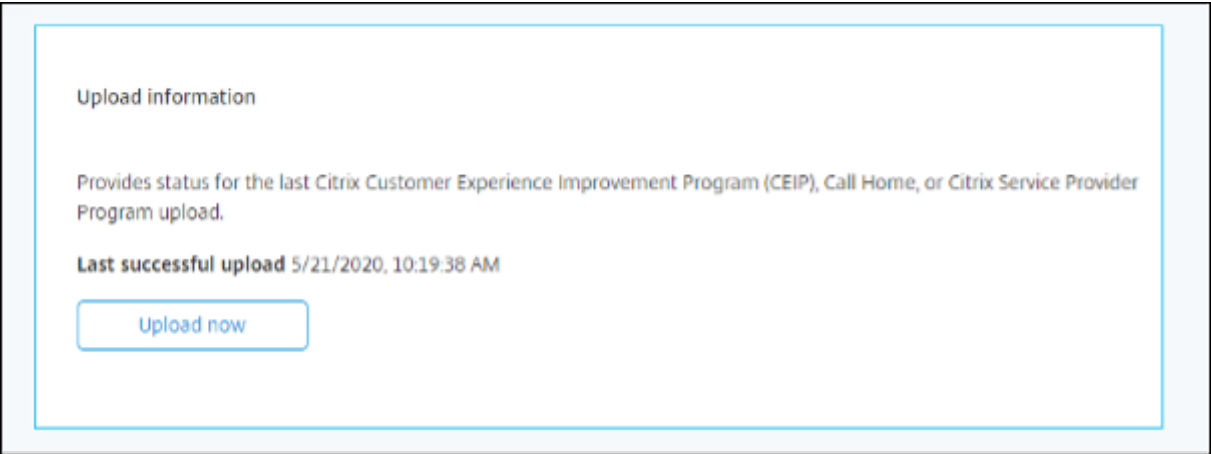 Upload information
Provides status for the last Citrix Customer Experience Improvement Program (CEIP), Call Home, or Citrix Service Provider
Program upload.
Last successful upload 5/21/2020, 10:19:38 AM
Upload now